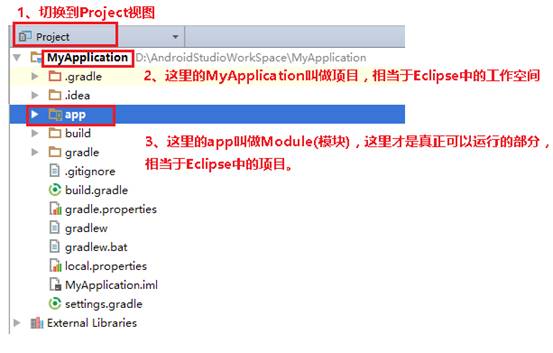 1、切换到Project视图
Project
MyApplication D:\AndroidStudioWorkSpace\MyApplication
.gradle
2、这里的MyApplication叫做项目，相当于Eclipse中的工作空间
.idea
app
build
3、这里的app叫做Module(模块)，这里才是真正可以运行的部分，
相当于Eclipse中的项目。
gradle
.gitignore
build.gradle
gradle.properties
gradlew
gradlew.bat
local.properties
MyApplication.iml
settings.gradle
External Libraries